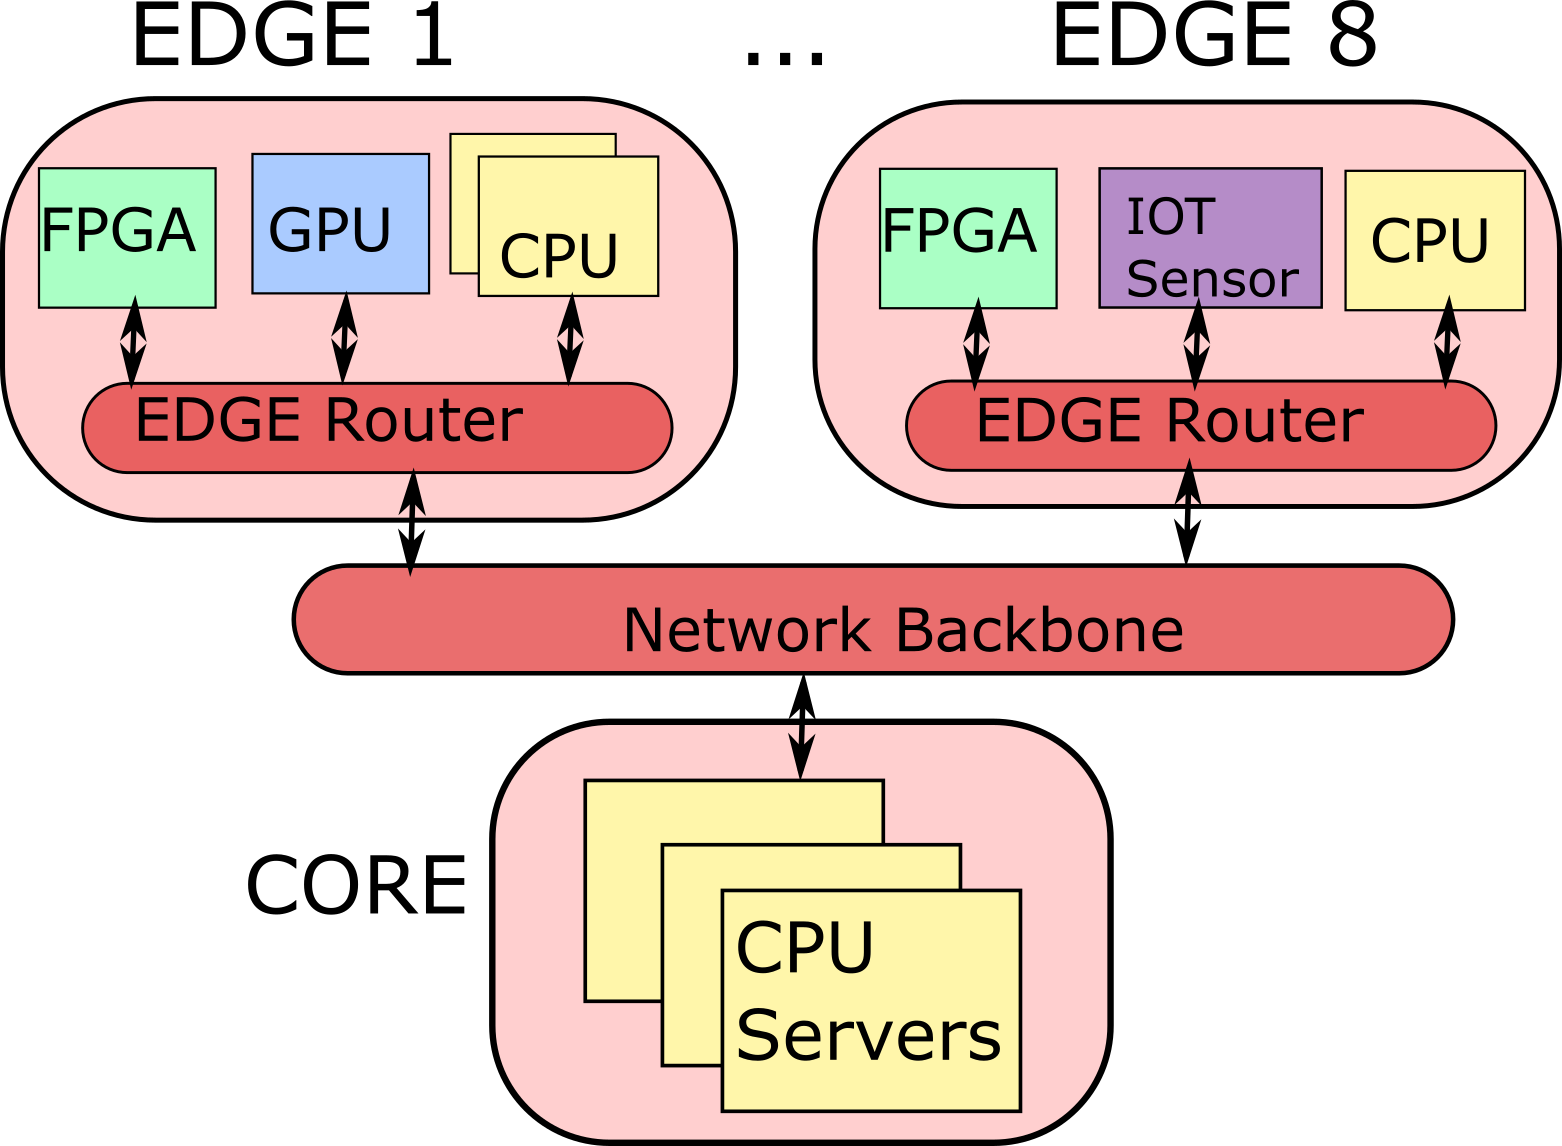 EDGE 1 ... EDGE 8
FPGA
GPU
CPU
FPGA
IOT
Sensor
CPU
EDGE Router
EDGE Router
Network Backbone
CORE
CPU
Servers